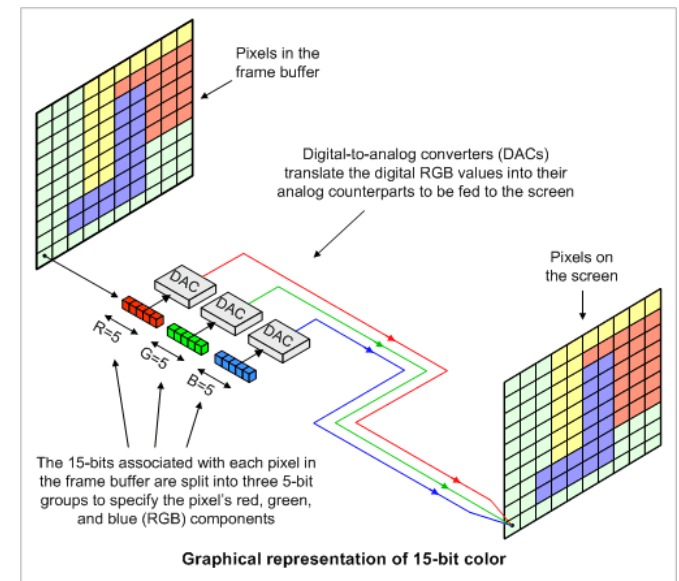 Pixels in the
frame buffer
Digital-to-analog converters (DACs)
translate the digital RGB values into their
analog counterparts to be fed to the screen
Pixels on
the screen
DAC
DAC
DAC
R=5
G=5
B=5
The 15-bits associated with each pixel in
the frame buffer are split into three 5-bit
groups to specify the pixel's red, green,
and blue (RGB) components
Graphical representation of 15-bit color